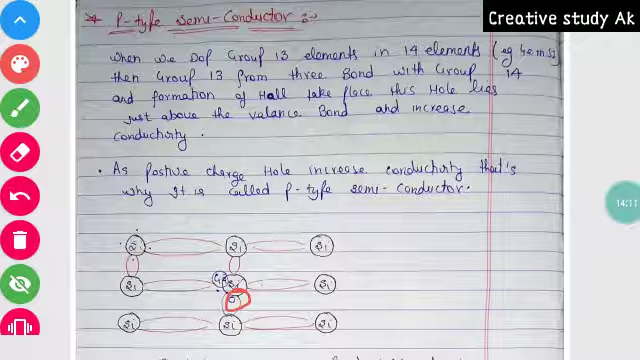 Creative study Ak
* P-type Semi-Conductor :-
When we Dop Group 13 elements in 14 elements (eg
then Group 13 from three Bond with Group 14
and formation of Hall take place this Hole lies
just above the valance Bond and increase
conductivity.
• As postive charge Hole increase conductivity that's
why It is called P-type semi-Conductor.
14:11
Si Si Si
Si Si Si
Si Si Si